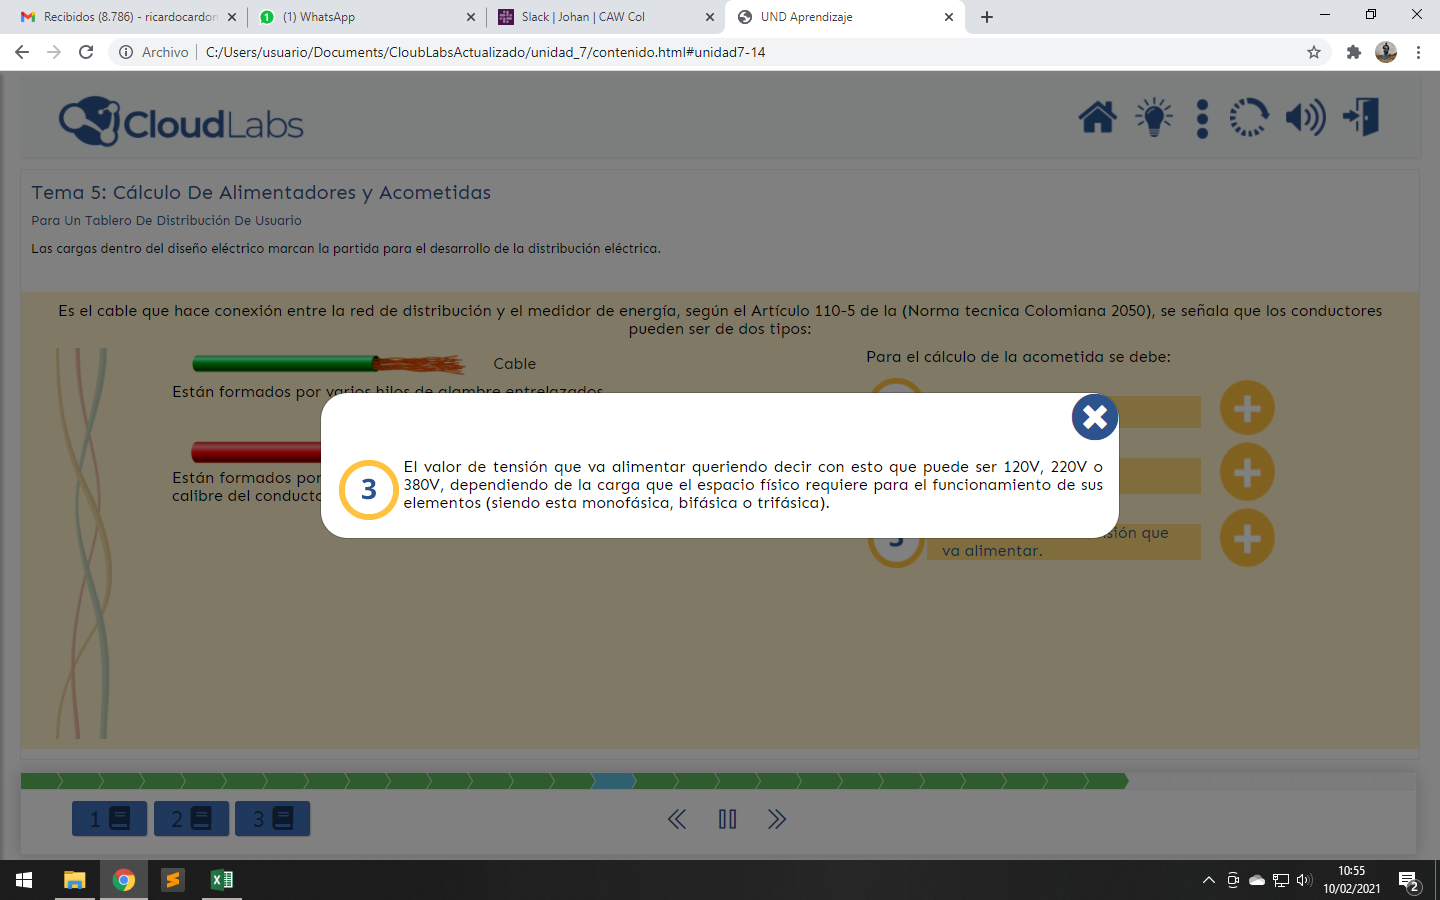 Recibidos (8.786) - ricardocardor
(1) WhatsApp
Slack | Johan | CAW Col
UND Aprendizaje
Archivo
C:/Users/usuario/Documents/CloubLabsActualizado/unidad_7/contenido.html#unidad7-14
CloudLabs
Tema 5: Cálculo De Alimentadores y Acometidas
Para Un Tablero De Distribución De Usuario
Las cargas dentro del diseño eléctrico marcan la partida para el desarrollo de la distribución eléctrica.
Es el cable que hace conexión entre la red de distribución y el medidor de energía, según el Artículo 110-5 de la (Norma tecnica Colomiana 2050), se señala que los conductores
pueden ser de dos tipos:
Cable
Están formados por varios hilos de alambre entrelazados
Están formados por
calibre del conducto
Para el cálculo de la acometida se debe:
3
El valor de tensión que va alimentar queriendo decir con esto que puede ser 120V, 220V o
380V, dependiendo de la carga que el espacio físico requiere para el funcionamiento de sus
elementos (siendo esta monofásica, bifásica o trifásica).
3
sión que
va alimentar.
1
2
3
10:55
10/02/2021
2